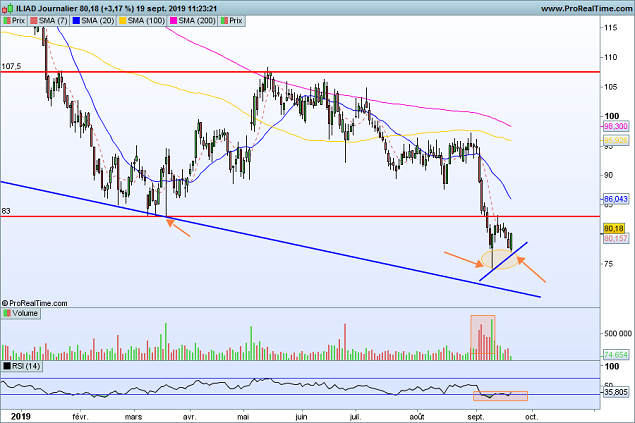 ILIAD Journalier 80,18 (+3,17 %) 19 sept. 2019 11:23:21
www.ProRealTime.com
Prix SMA (7) SMA (20) SMA (100) SMA (200) Prix
115
110
107,5
105
100
98,300
95
90
86,043
85
83
80,18
80,157
75
© ProRealTime.com
Volume
500 000
74 654
RSI (14)
100
50
35,805
2019 févr. mars avr. mai juin juil. août sept. oct.